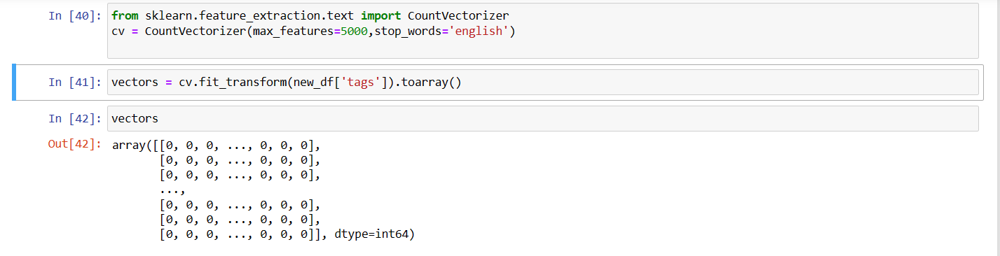 In [40]: from sklearn.feature_extraction.text import CountVectorizer
cv = CountVectorizer(max_features=5000,stop_words='english')
In [41]: vectors = cv.fit_transform(new_df['tags']).toarray()
In [42]: vectors
Out[42]: array([[0, 0, 0, ..., 0, 0, 0],
[0, 0, 0, ..., 0, 0, 0],
[0, 0, 0, ..., 0, 0, 0],
...,
[0, 0, 0, ..., 0, 0, 0],
[0, 0, 0, ..., 0, 0, 0],
[0, 0, 0, ..., 0, 0, 0]], dtype=int64)